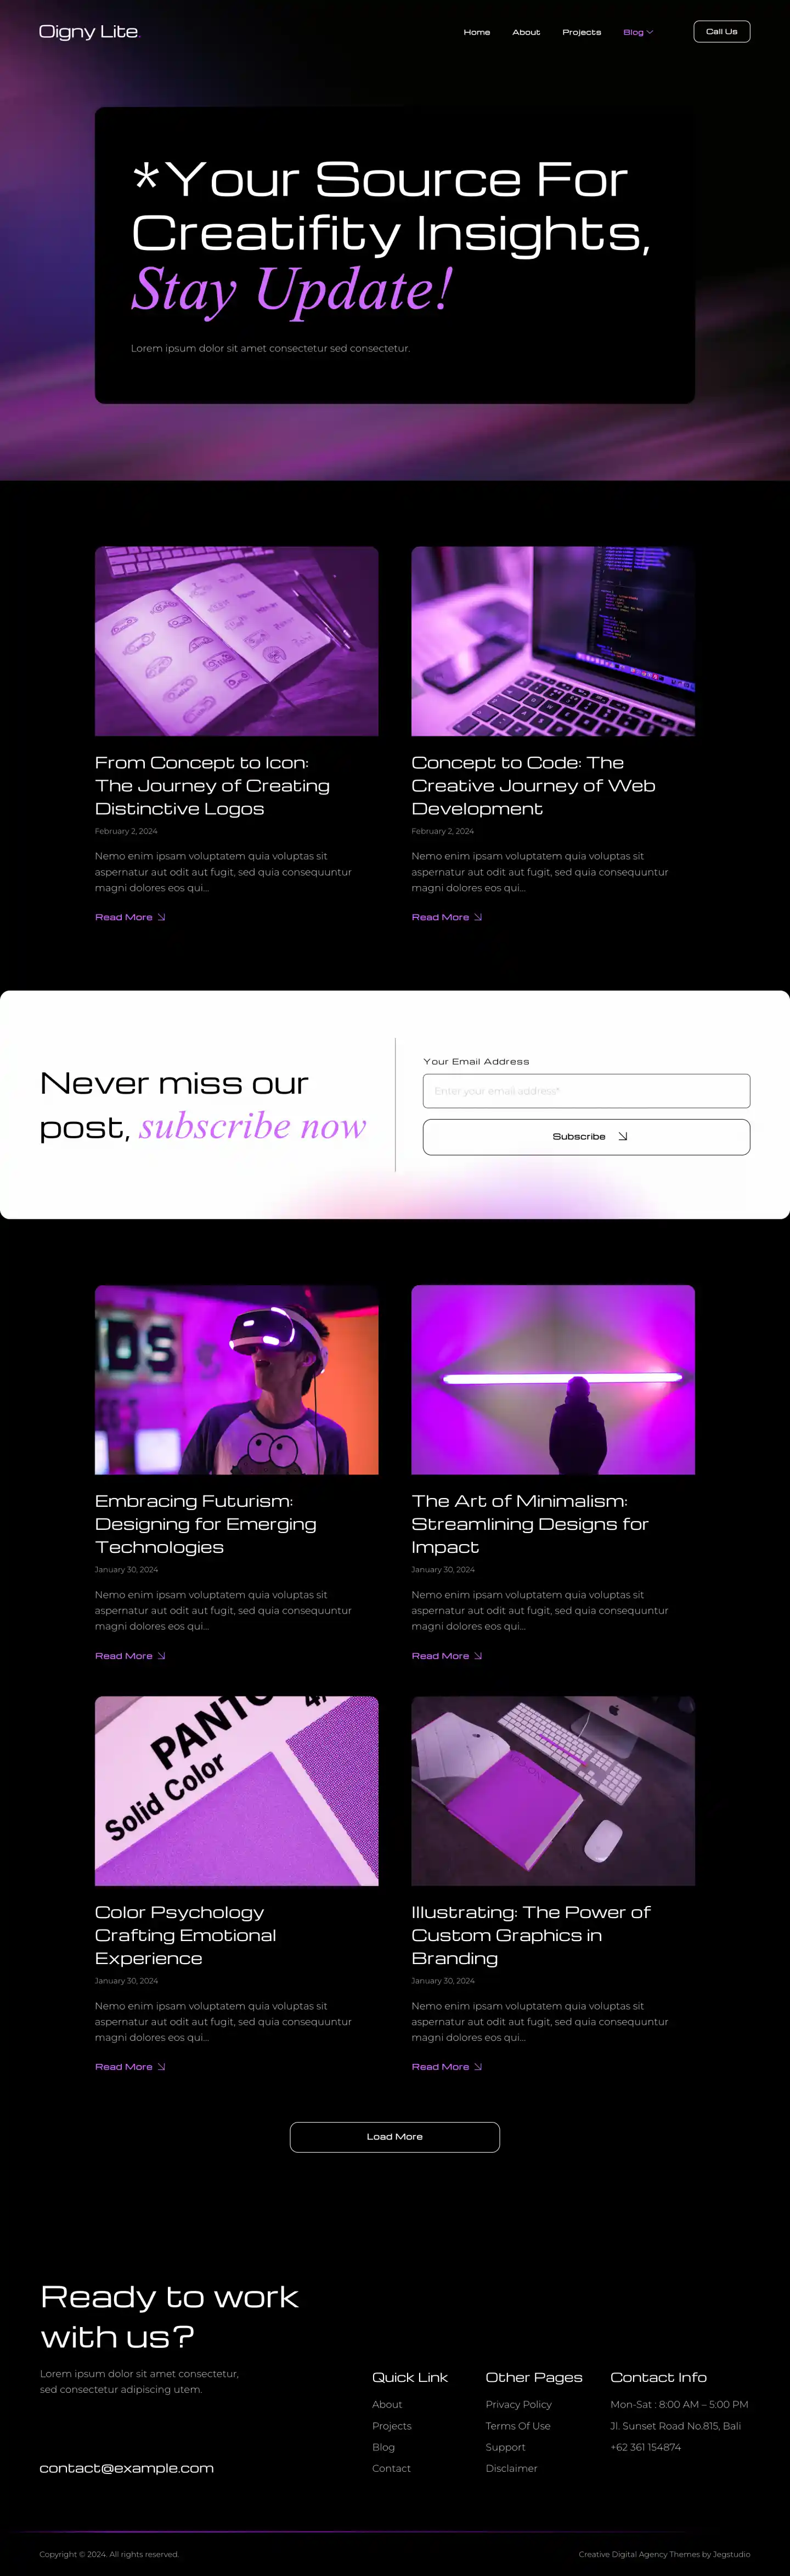 Oigny Lite.
Home About Projects Blog
Call Us
*Your Source For
Creatifity Insights,
Stay Update!
Lorem ipsum dolor sit amet consectetur sed consectetur.
From Concept to Icon:
The Journey of Creating
Distinctive Logos
February 2, 2024
Nemo enim ipsam voluptatem quia voluptas sit
aspernatur aut odit aut fugit, sed quia consequuntur
magni dolores eos qui...
Read More
Concept to Code: The
Creative Journey of Web
Development
February 2, 2024
Nemo enim ipsam voluptatem quia voluptas sit
aspernatur aut odit aut fugit, sed quia consequuntur
magni dolores eos qui...
Read More
Never miss our
post, subscribe now
Your Email Address
Enter your email address*
Subscribe
Embracing Futurism:
Designing for Emerging
Technologies
January 30, 2024
Nemo enim ipsam voluptatem quia voluptas sit
aspernatur aut odit aut fugit, sed quia consequuntur
magni dolores eos qui...
Read More
The Art of Minimalism:
Streamlining Designs for
Impact
January 30, 2024
Nemo enim ipsam voluptatem quia voluptas sit
aspernatur aut odit aut fugit, sed quia consequuntur
magni dolores eos qui...
Read More
PANTO
Solid Color
Color Psychology
Crafting Emotional
Experience
January 30, 2024
Nemo enim ipsam voluptatem quia voluptas sit
aspernatur aut odit aut fugit, sed quia consequuntur
magni dolores eos qui...
Read More
Illustrating: The Power of
Custom Graphics in
Branding
January 30, 2024
Nemo enim ipsam voluptatem quia voluptas sit
aspernatur aut odit aut fugit, sed quia consequuntur
magni dolores eos qui...
Read More
Load More
Ready to work
with us?
Lorem ipsum dolor sit amet consectetur,
sed consectetur adipiscing utem.
contact@example.com
Quick Link
About
Projects
Blog
Contact
Other Pages
Privacy Policy
Terms Of Use
Support
Disclaimer
Contact Info
Mon-Sat : 8:00 AM – 5:00 PM
Jl. Sunset Road No.815, Bali
+62 361 154874
Copyright © 2024. All rights reserved.
Creative Digital Agency Themes by Jegstudio